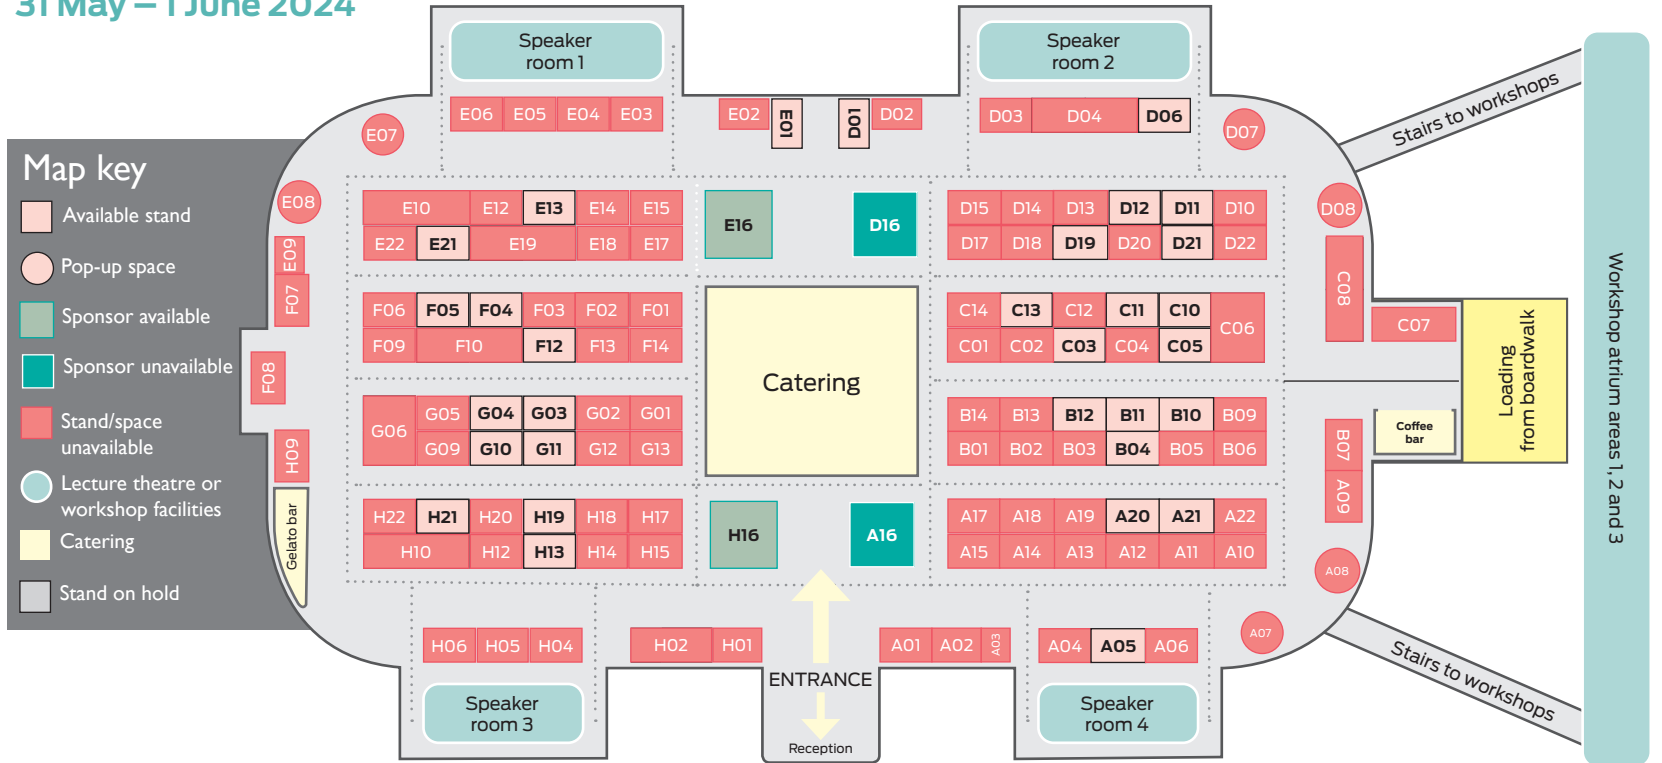 31 May – 1 June 2024
Speaker
room 1
Speaker
room 2
E06 E05 E04 E03
E02 E01 D01 D02
D03 D04 D06
E07
D07
Stairs to workshops
Map key
Available stand
Pop-up space
Sponsor available
Sponsor unavailable
Stand/space
unavailable
Lecture theatre or
workshop facilities
Catering
Stand on hold
E08
E09
F07
F08
H09
Gelato bar
E10 E12 E13 E14 E15
E22 E21 E19 E18 E17
E16
D16
D15 D14 D13 D12 D11 D10
D17 D18 D19 D20 D21 D22
D08
C08
C07
F06 F05 F04 F03 F02 F01
F09 F10 F12 F13 F14
Catering
C14 C13 C12 C11 C10 C06
C01 C02 C03 C04 C05
Loading
from boardwalk
Workshop atrium areas 1, 2 and 3
G06 G05 G04 G03 G02 G01
G09 G10 G11 G12 G13
B14 B13 B12 B11 B10 B09
B01 B02 B03 B04 B05 B06
B07
A09
Coffee
bar
H22 H21 H20 H19 H18 H17
H10 H12 H13 H14 H15
H16
A16
A17 A18 A19 A20 A21 A22
A15 A14 A13 A12 A11 A10
A08
A07
H06 H05 H04
H02 H01
A01 A02 A03
A04 A05 A06
Stairs to workshops
ENTRANCE
Speaker
room 3
Speaker
room 4
Reception